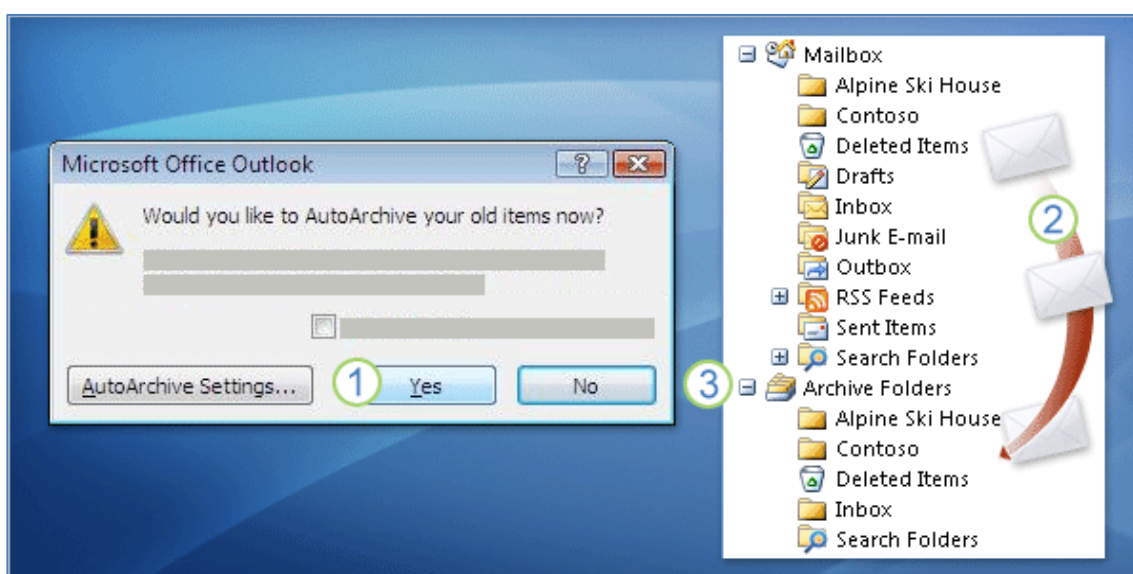 Microsoft Office Outlook
?
Would you like to AutoArchive your old items now?
AutoArchive Settings...
1
Yes
No
Mailbox
Alpine Ski House
Contoso
Deleted Items
Drafts
Inbox
2
Junk E-mail
Outbox
RSS Feeds
Sent Items
Search Folders
3
Archive Folders
Alpine Ski House
Contoso
Deleted Items
Inbox
Search Folders